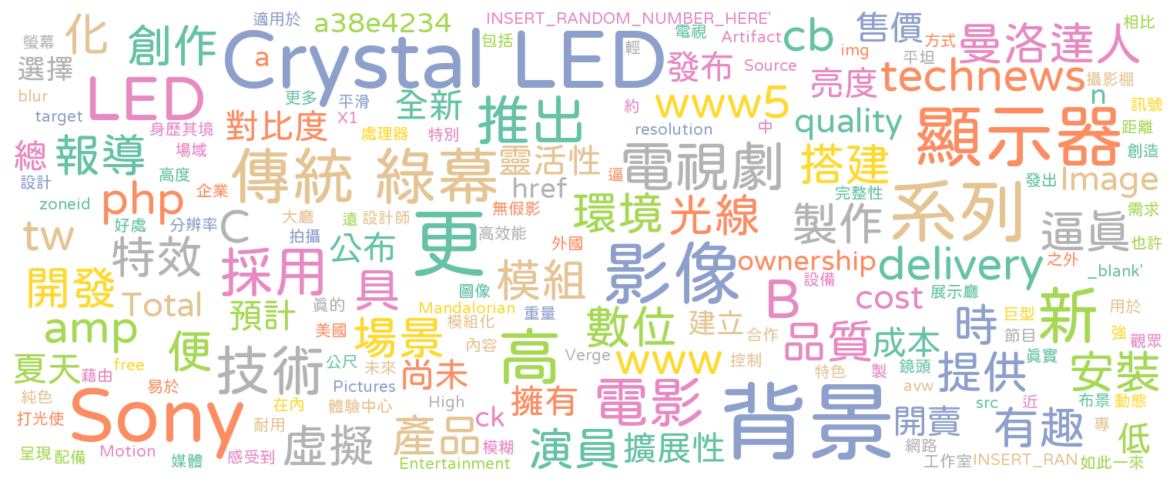 適用於 a38e4234 INSERT_RANDOM_NUMBER_HERE' 售價 相比
螢幕 化 創作 Crystal LED 包括 電視 Artifact cb img 方式 曼洛達人
選擇 a 輕 發布 Source 平坦 攝影棚
blur LED 更多 平滑 全新 推出 www5 亮度 technews n 訊號
target 身歷其境 X1 處理器 特別 約 中 quality 顯示器 距離
總 報導 場域 對比度 resolution 創造
設計 高度 傳統 綠幕 靈活性 電視劇 搭建 發出 Image
zoneid php 企業 href 逼 完整性 需求
tw 好處 分辨率 大廳 遠 設計師 更 無假影 環境 光線 製作 系列 逼真 也許
特效 C 拍攝 公布 高效能 外國 影像 ownership delivery 之外 _blank'
開發 採用 具 圖像 模組 B 設備 cost 展示廳
Total 預計 真的 Mandalorian 重量 數位 建立 時 巨型 新 用於
amp 便 美國 場景 模組化 高 合作 品質 成本 節目 強 觀眾
夏天 free 技術 公尺 未來 內容 Verge www 控制 鏡頭 提供 真實 安裝
藉由 易於 Pictures 尚未 特色 製
純色 Sony 在內 體驗中心 High 擁有 電影 背景 avw src 近 布景 動態
打光使 耐用 產品 ck 開賣 有趣 專 低
呈現 配備 Motion 虛擬 模糊 演員 擴展性 網路
媒體 感受到 Entertainment 工作室 INSERT_RAN 如此一來